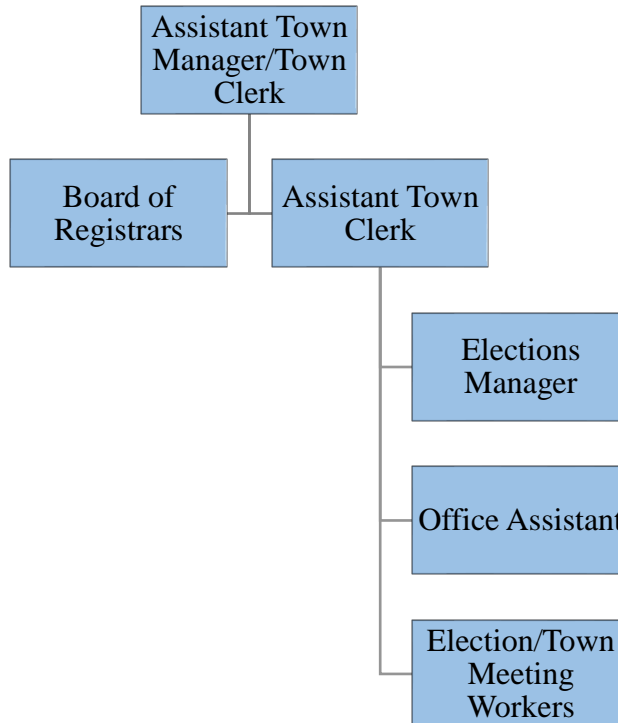 Assistant Town
Manager/Town
Clerk
Board of
Registrars
Assistant Town
Clerk
Elections
Manager
Office Assistant
Election/Town
Meeting
Workers